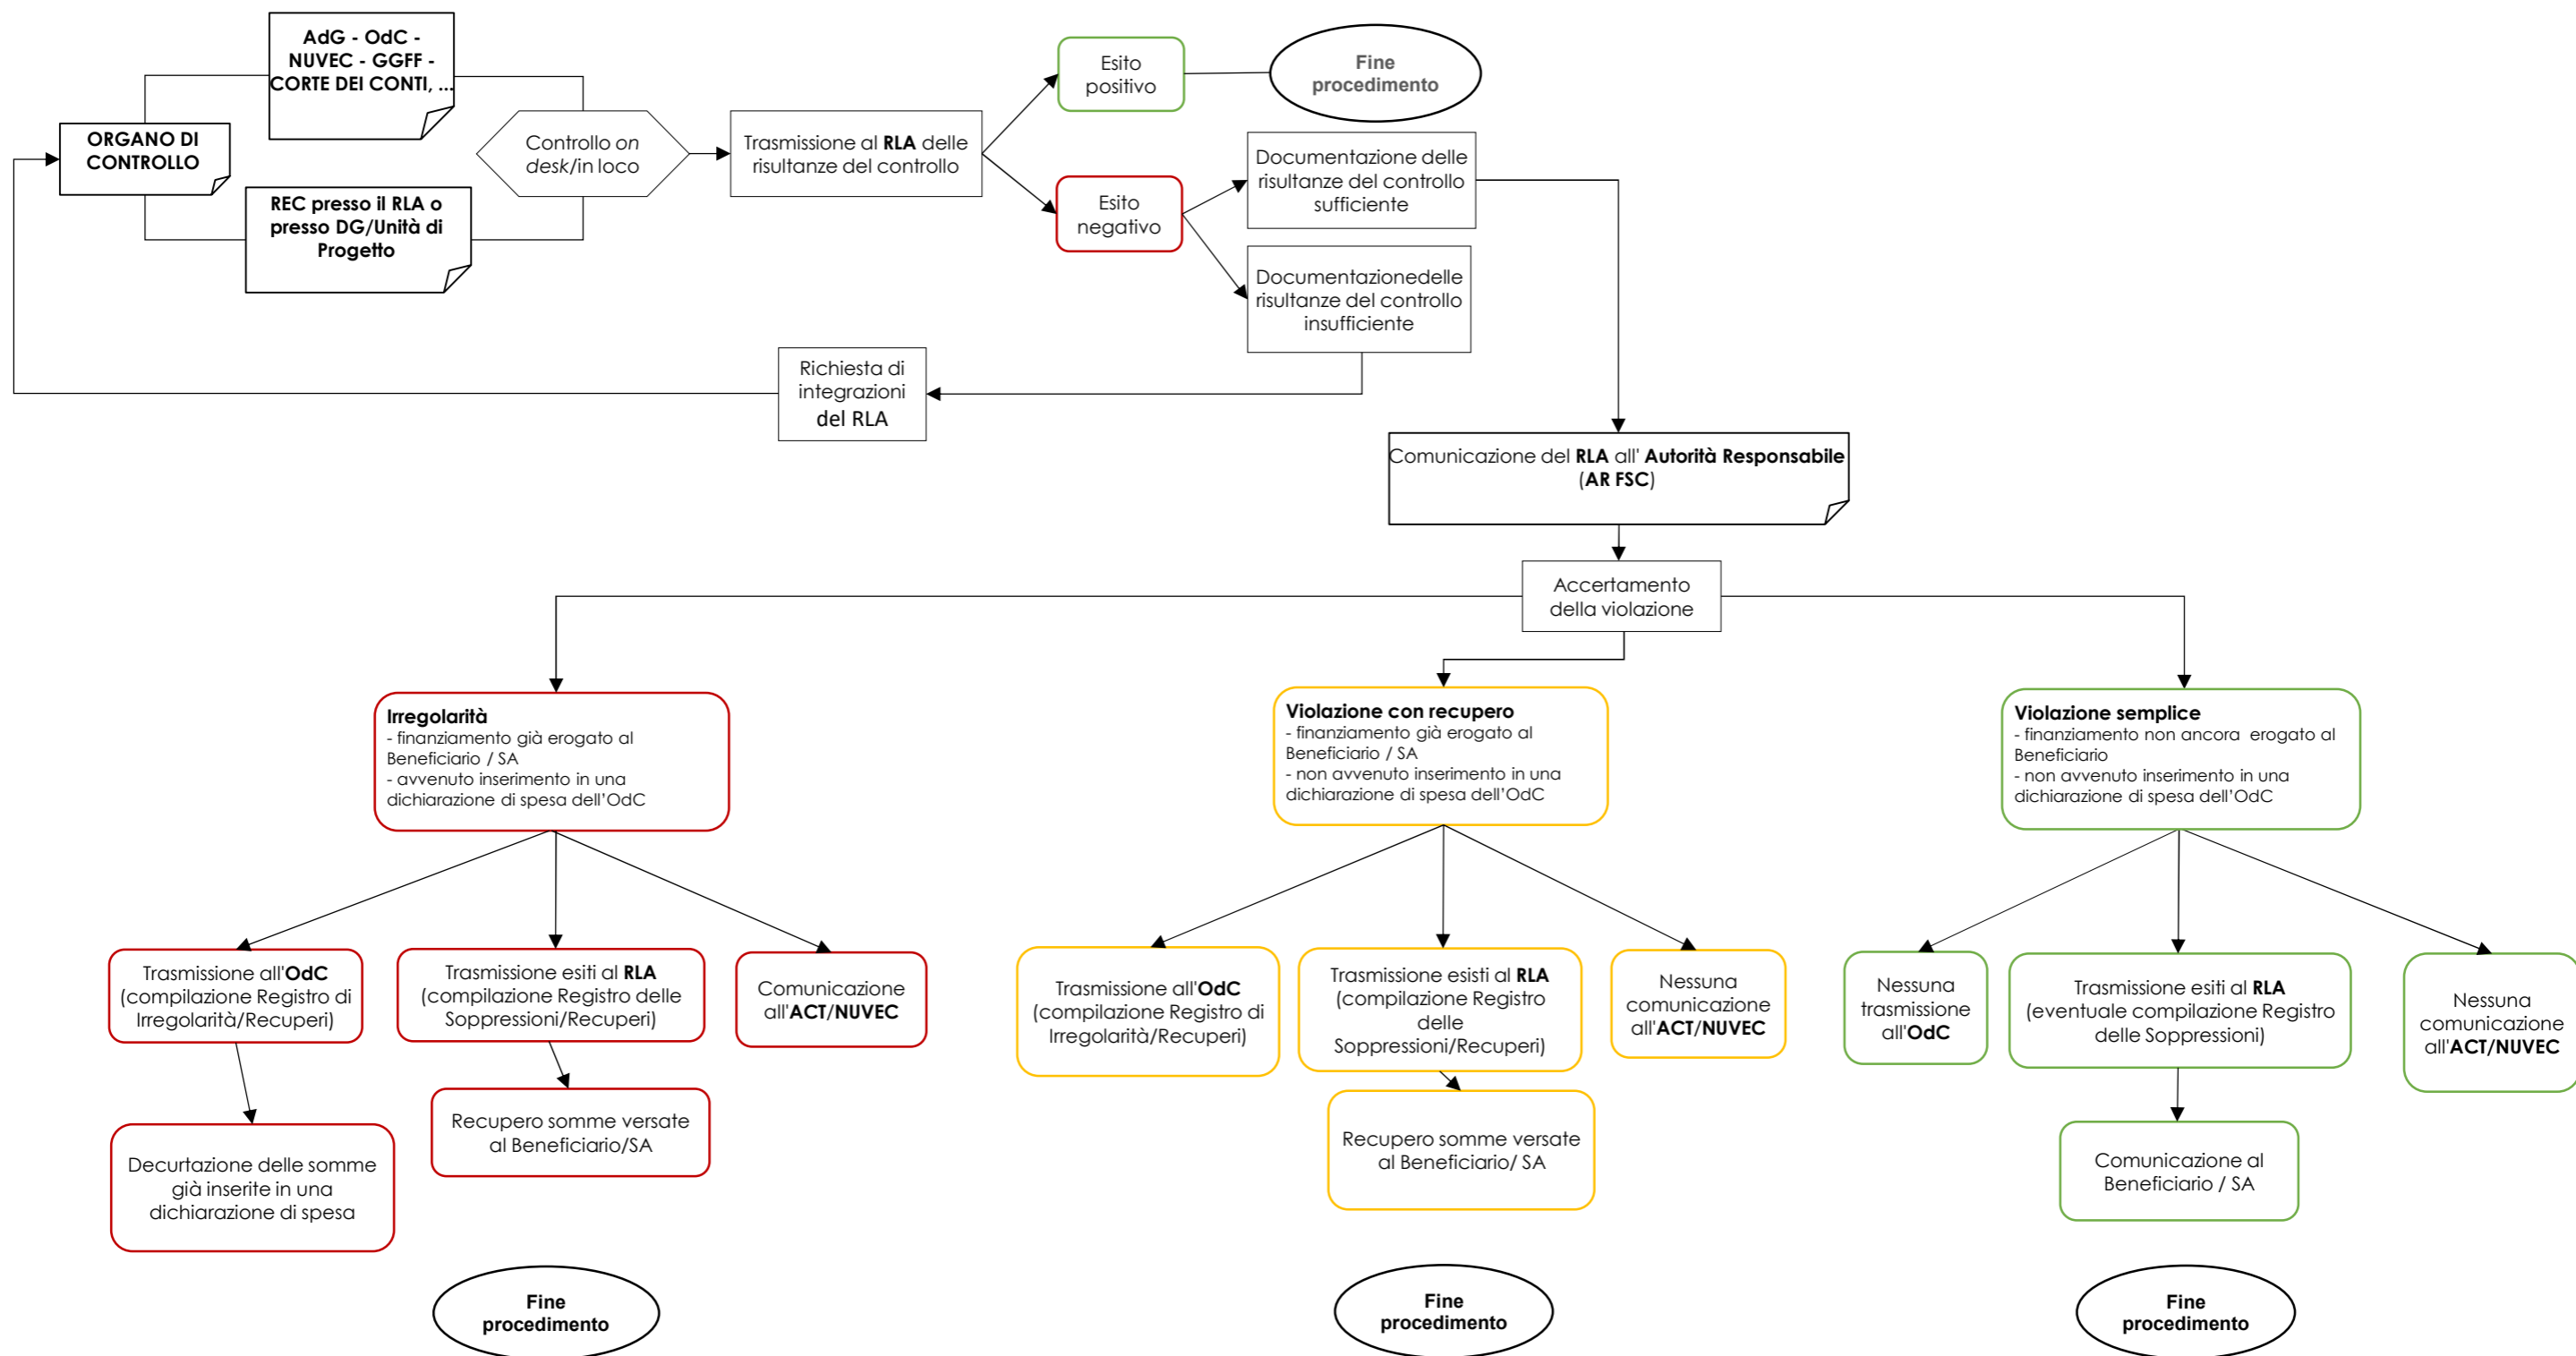 AdG - OdC -
NUVEC - GGFF -
CORTE DEI CONTI, ...
ORGANO DI
CONTROLLO
REC presso il RLA o
presso DG/Unità di
Progetto
Controllo on
desk/in loco
Trasmissione al RLA delle
risultanze del controllo
Esito
positivo
Fine
procedimento
Esito
negativo
Documentazione delle
risultanze del controllo
sufficiente
Documentazionedelle
risultanze del controllo
insufficiente
Richiesta di
integrazioni
del RLA
Comunicazione del RLA all' Autorità Responsabile
(AR FSC)
Accertamento
della violazione
Irregolarità
- finanziamento già erogato al
Beneficiario / SA
- avvenuto inserimento in una
dichiarazione di spesa dell'OdC
Violazione con recupero
- finanziamento già erogato al
Beneficiario / SA
- non avvenuto inserimento in una
dichiarazione di spesa dell'OdC
Violazione semplice
- finanziamento non ancora  erogato al
Beneficiario
- non avvenuto inserimento in una
dichiarazione di spesa dell'OdC
Trasmissione all'OdC
(compilazione Registro di
Irregolarità/Recuperi)
Trasmissione esiti al RLA
(compilazione Registro delle
Soppressioni/Recuperi)
Comunicazione
all'ACT/NUVEC
Trasmissione all'OdC
(compilazione Registro di
Irregolarità/Recuperi)
Trasmissione esisti al RLA
(compilazione Registro
delle
Soppressioni/Recuperi)
Nessuna
comunicazione
all'ACT/NUVEC
Nessuna
trasmissione
all'OdC
Trasmissione esiti al RLA
(eventuale compilazione Registro
delle Soppressioni)
Nessuna
comunicazione
all'ACT/NUVEC
Decurtazione delle somme
già inserite in una
dichiarazione di spesa
Recupero somme versate
al Beneficiario/SA
Recupero somme versate
al Beneficiario/ SA
Comunicazione al
Beneficiario / SA
Fine
procedimento
Fine
procedimento
Fine
procedimento